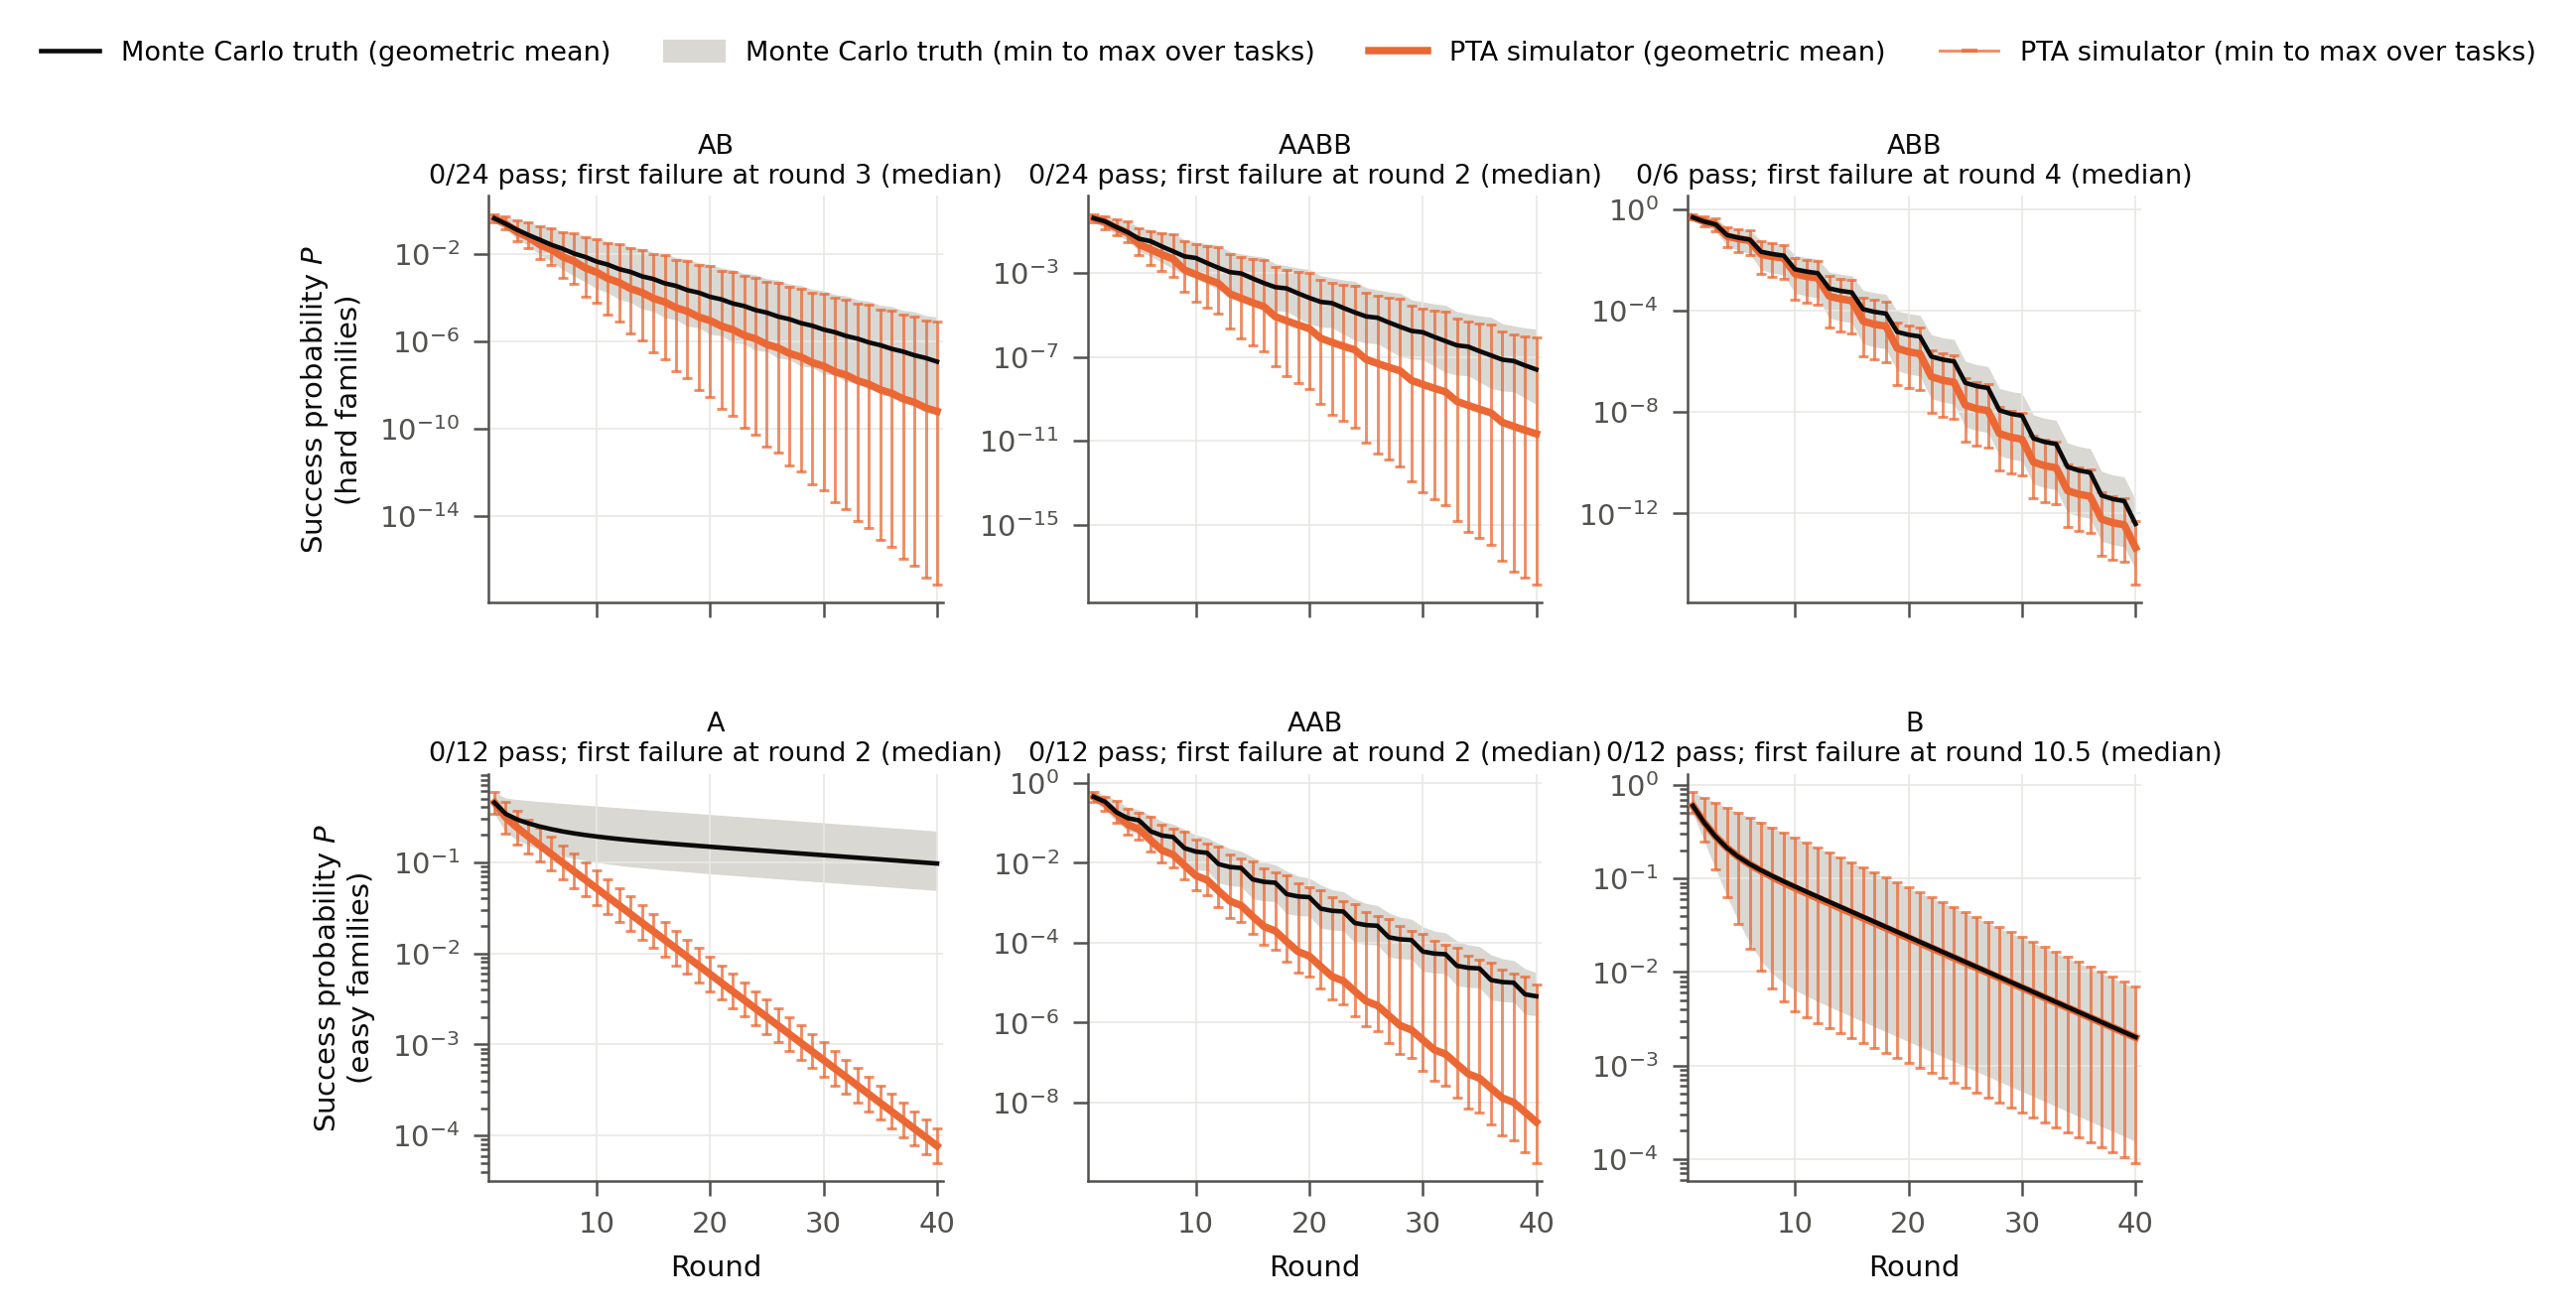 Monte Carlo truth (geometric mean)
Monte Carlo truth (min to max over tasks)
PTA simulator (geometric mean)
PTA simulator (min to max over tasks)
AB
0/24 pass; first failure at round 3 (median)
Success probability P
(hard families)
10⁻²
10⁻⁶
10⁻¹⁰
10⁻¹⁴
AABB
0/24 pass; first failure at round 2 (median)
10⁻³
10⁻⁷
10⁻¹¹
10⁻¹⁵
ABB
0/6 pass; first failure at round 4 (median)
10⁰
10⁻⁴
10⁻⁸
10⁻¹²
A
0/12 pass; first failure at round 2 (median)
Success probability P
(easy families)
10⁻¹
10⁻²
10⁻³
10⁻⁴
10 20 30 40
Round
AAB
0/12 pass; first failure at round 2 (median)
10⁰
10⁻²
10⁻⁴
10⁻⁶
10⁻⁸
10 20 30 40
Round
B
0/12 pass; first failure at round 10.5 (median)
10⁰
10⁻¹
10⁻²
10⁻³
10⁻⁴
10 20 30 40
Round